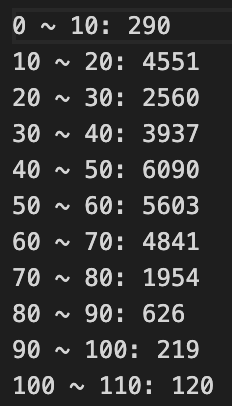 0 ~ 10: 290
10 ~ 20: 4551
20 ~ 30: 2560
30 ~ 40: 3937
40 ~ 50: 6090
50 ~ 60: 5603
60 ~ 70: 4841
70 ~ 80: 1954
80 ~ 90: 626
90 ~ 100: 219
100 ~ 110: 120